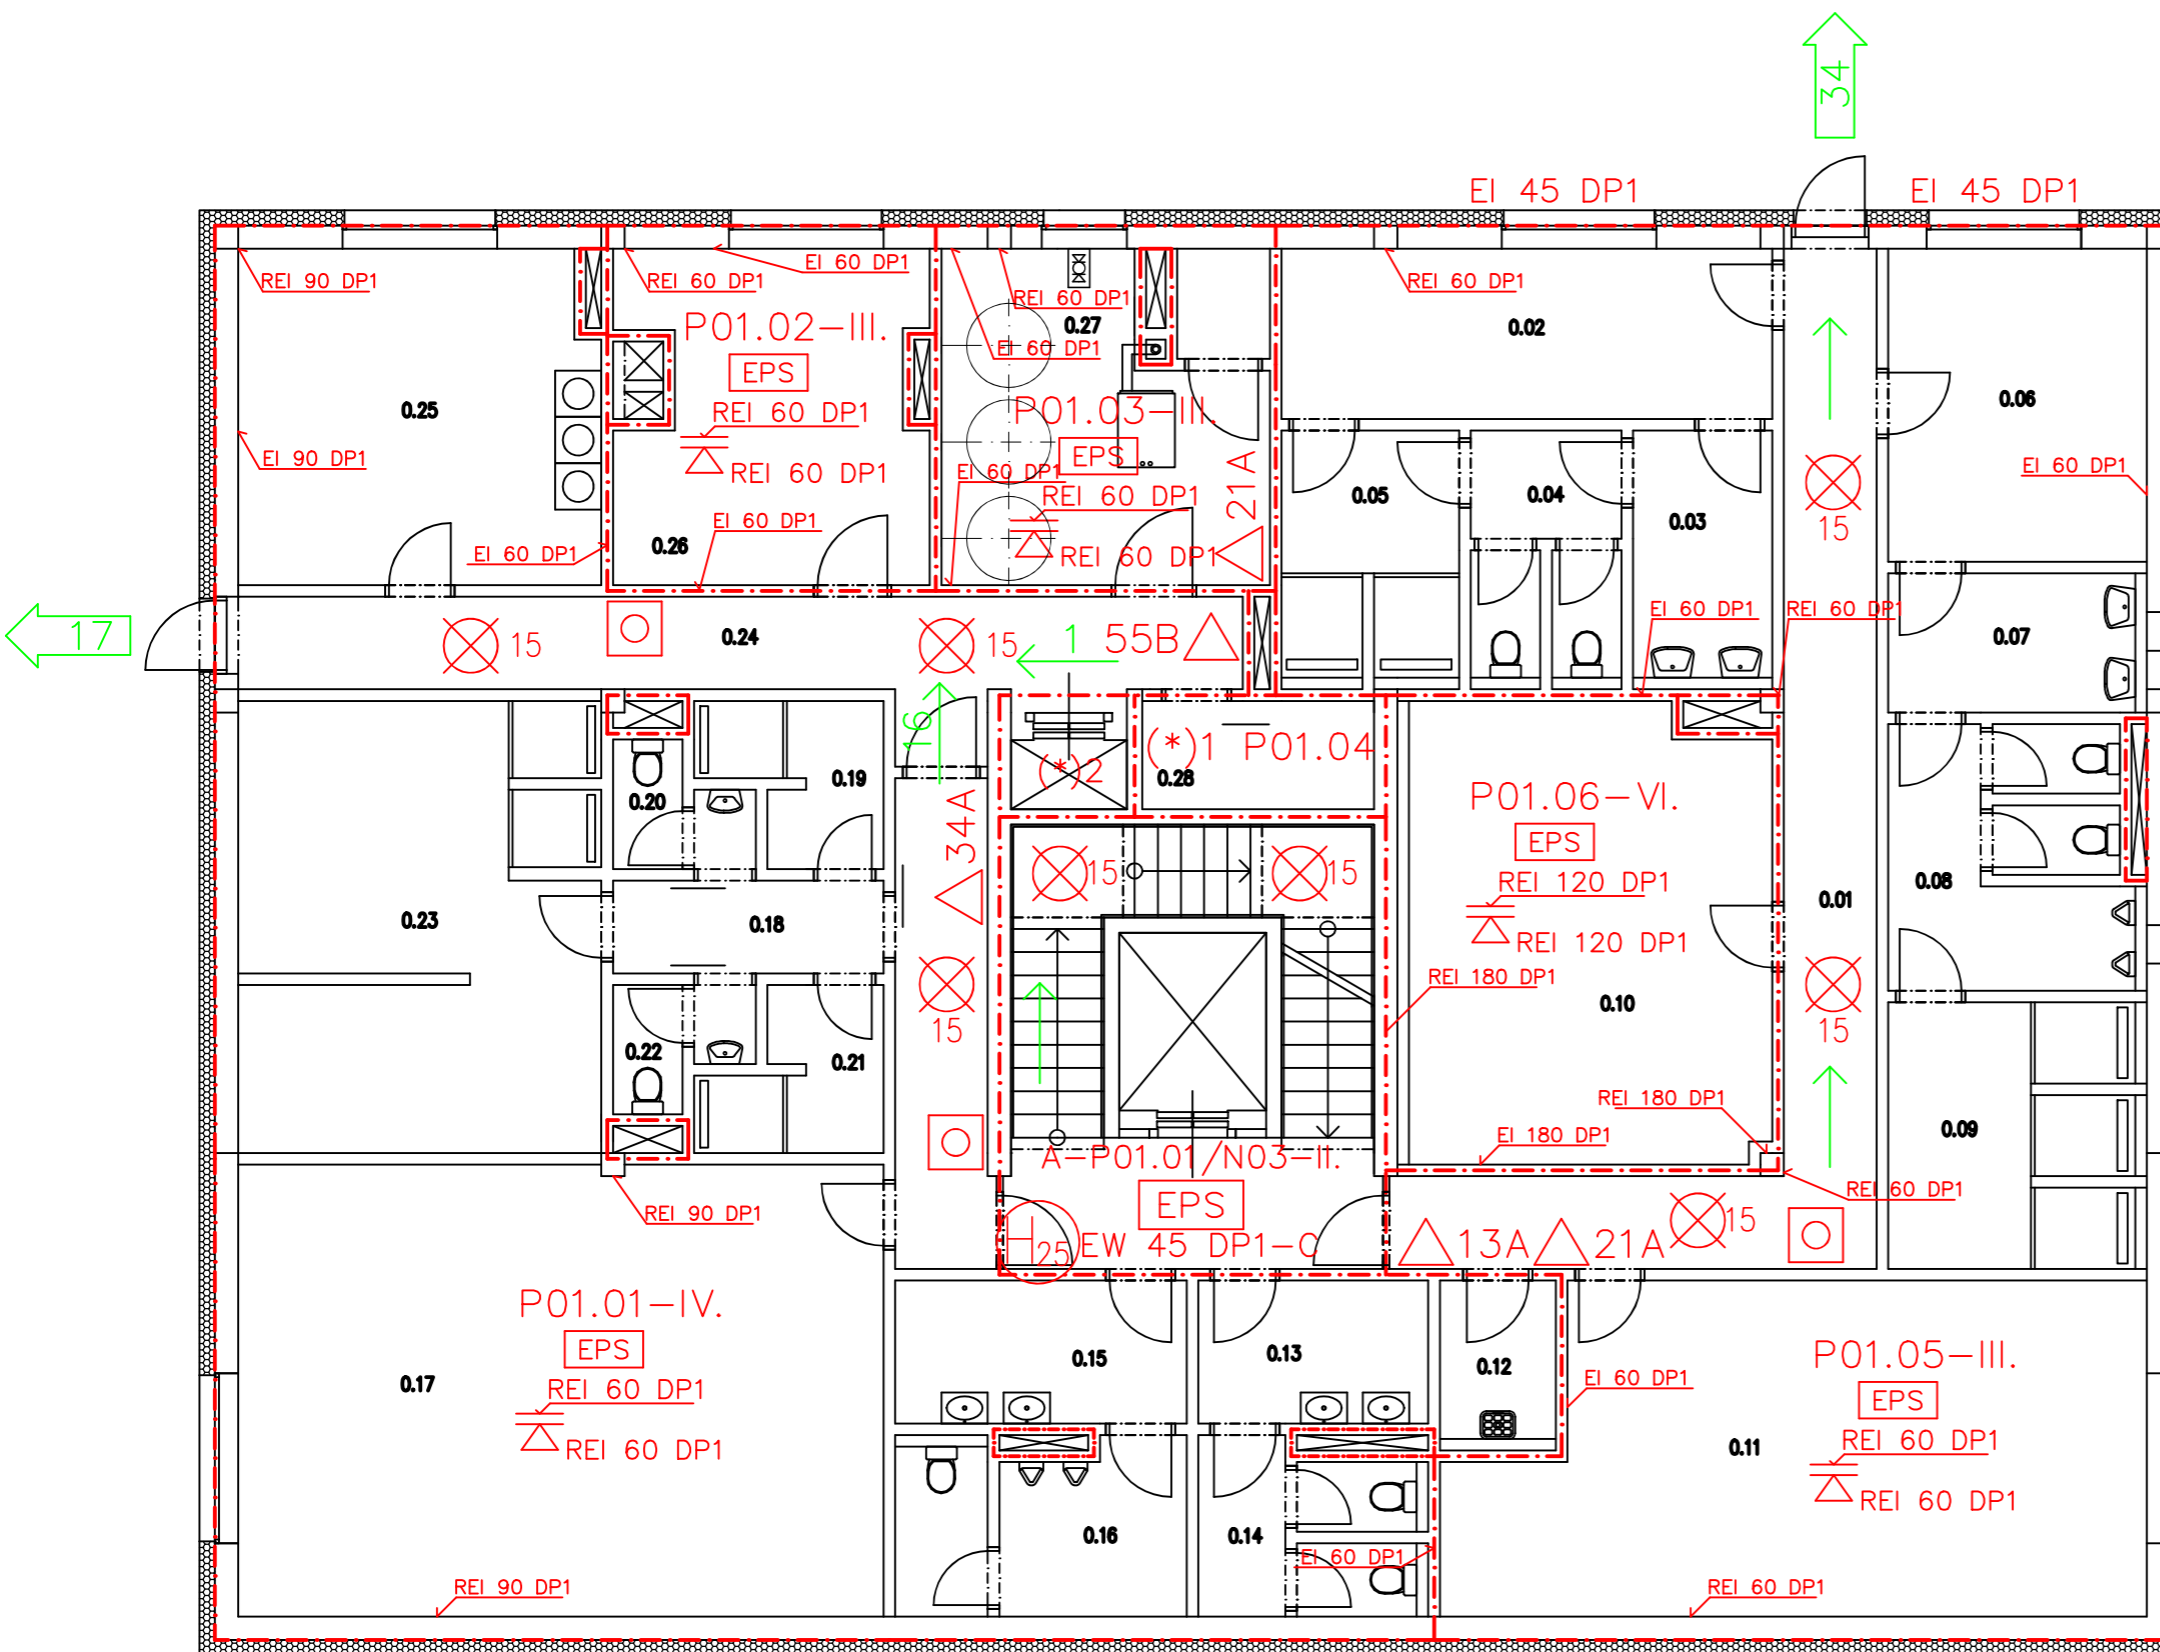 34
EI 45 DP1
EI 45 DP1
REI 90 DP1
REI 60 DP1
EI 60 DP1
REI 60 DP1
REI 60 DP1
P01.02-III.
EPS
REI 60 DP1
REI 60 DP1
0.27
EI 60 DP1
P01.03-III.
EPS
EI 60 DP1
REI 60 DP1
REI 60 DP1
21A
0.02
0.06
0.25
EI 90 DP1
EI 60 DP1
0.26
EI 60 DP1
0.05
0.04
0.03
15
EI 60 DP1
17
15
0.24
15
1
55B
EI 60 DP1
REI 60 DP1
0.07
16
(*)2
(*)1
P01.04
0.28
0.19
0.20
34A
P01.06-VI.
EPS
REI 120 DP1
REI 120 DP1
15
15
0.23
0.18
0.01
0.08
REI 180 DP1
0.10
15
15
0.22
0.21
REI 180 DP1
EI 180 DP1
0.09
A-P01.01/N03-II.
EPS
H25
EW 45 DP1-C
REI 90 DP1
REI 60 DP1
13A
21A
15
P01.01-IV.
EPS
REI 60 DP1
REI 60 DP1
0.17
0.15
0.13
0.12
EI 60 DP1
P01.05-III.
EPS
REI 60 DP1
REI 60 DP1
0.11
0.16
0.14
EI 60 DP1
REI 90 DP1
REI 60 DP1